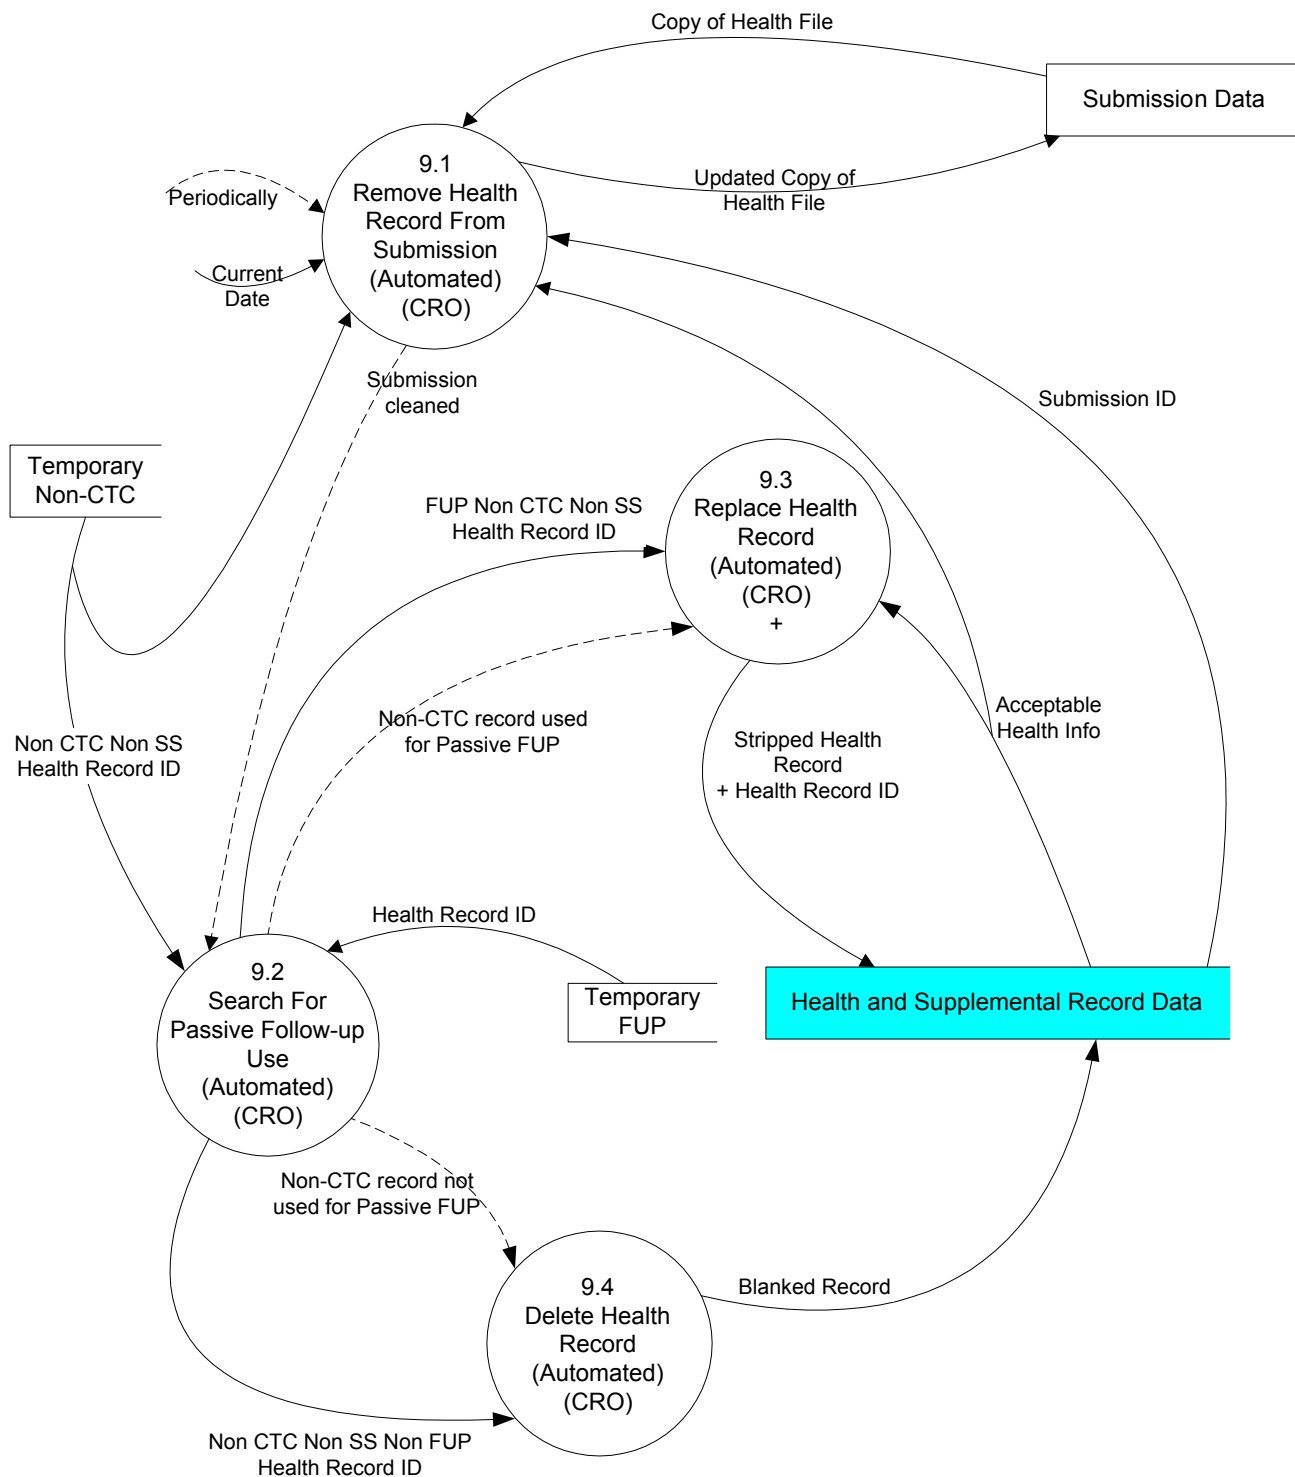 Copy of Health File
Submission Data
9.1
Remove Health
Record From
Submission
(Automated)
(CRO)
Updated Copy of
Health File
Periodically
Current
Date
Submission
cleaned
Submission ID
Temporary
Non-CTC
FUP Non CTC Non SS
Health Record ID
9.3
Replace Health
Record
(Automated)
(CRO)
+
Non CTC Non SS
Health Record ID
Non-CTC record used
for Passive FUP
Stripped Health
Record
+ Health Record ID
Acceptable
Health Info
Health Record ID
9.2
Search For
Passive Follow-up
Use
(Automated)
(CRO)
Temporary
FUP
Health and Supplemental Record Data
Non-CTC record not
used for Passive FUP
9.4
Delete Health
Record
(Automated)
(CRO)
Blanked Record
Non CTC Non SS Non FUP
Health Record ID